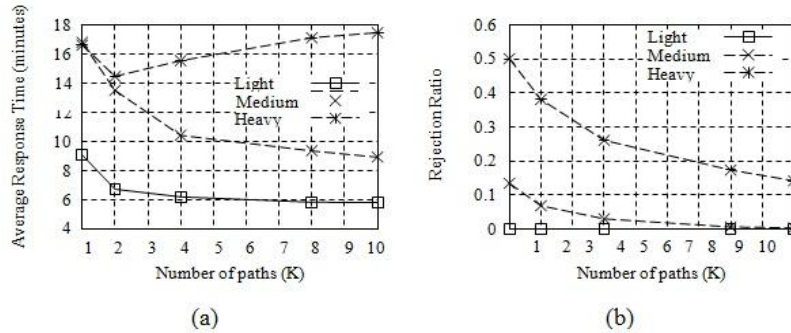 Average Response Time (minutes)
18
16
14
12
10
8
6
4
Light
Medium
Heavy
1 2 3 4 5 6 7 8 9 10
Number of paths (K)
(a)
Rejection Ratio
0.6
0.5
0.4
0.3
0.2
0.1
0
Light
Medium
Heavy
1 2 3 4 5 6 7 8 9 10
Number of paths (K)
(b)